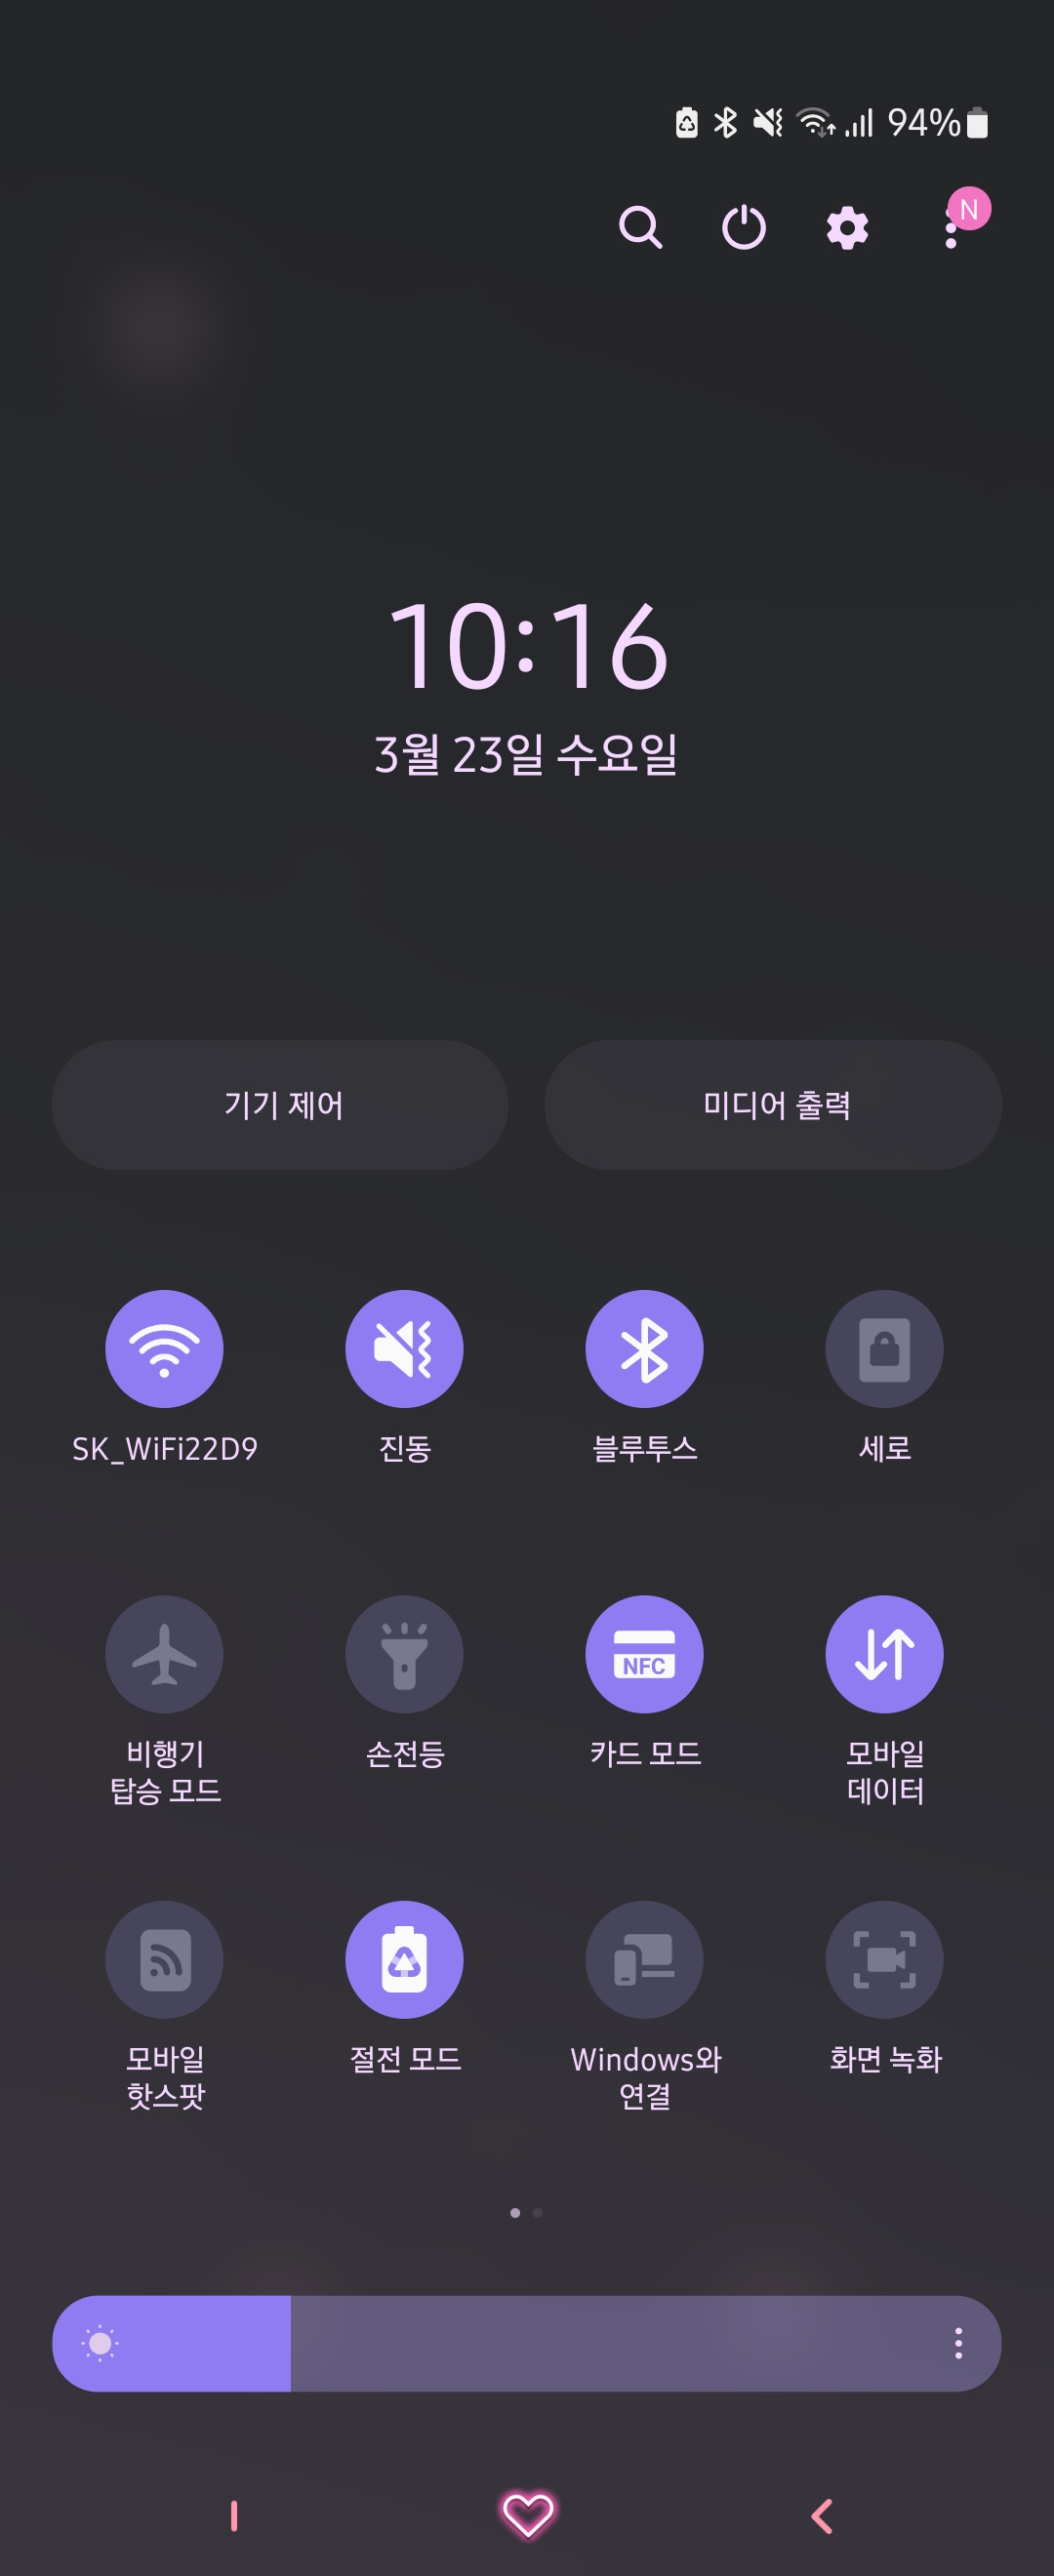 94%
N
10:16
3월 23일 수요일
기기 제어
미디어 출력
SK_WiFi22D9
진동
블루투스
세로
비행기
탑승 모드
손전등
NFC
카드 모드
모바일
데이터
모바일
핫스팟
절전 모드
Windows와
연결
화면 녹화